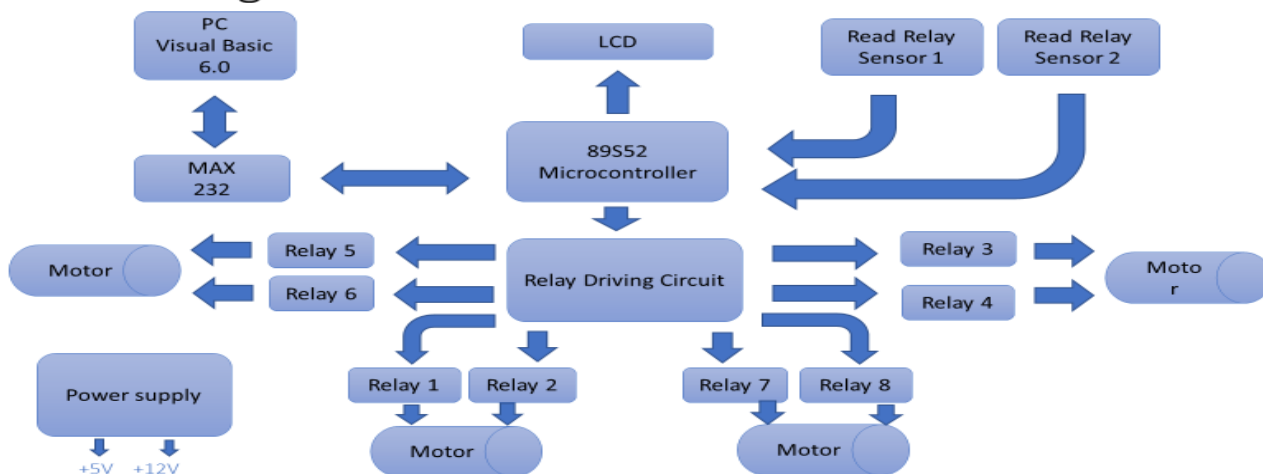 PC
Visual Basic
6.0
LCD
Read Relay
Sensor 1
Read Relay
Sensor 2
MAX
232
89S52
Microcontroller
Motor
Relay 5
Relay 6
Relay Driving Circuit
Relay 3
Relay 4
Moto
r
Relay 1
Relay 2
Relay 7
Relay 8
Motor
Motor
Power supply
+5V
+12V